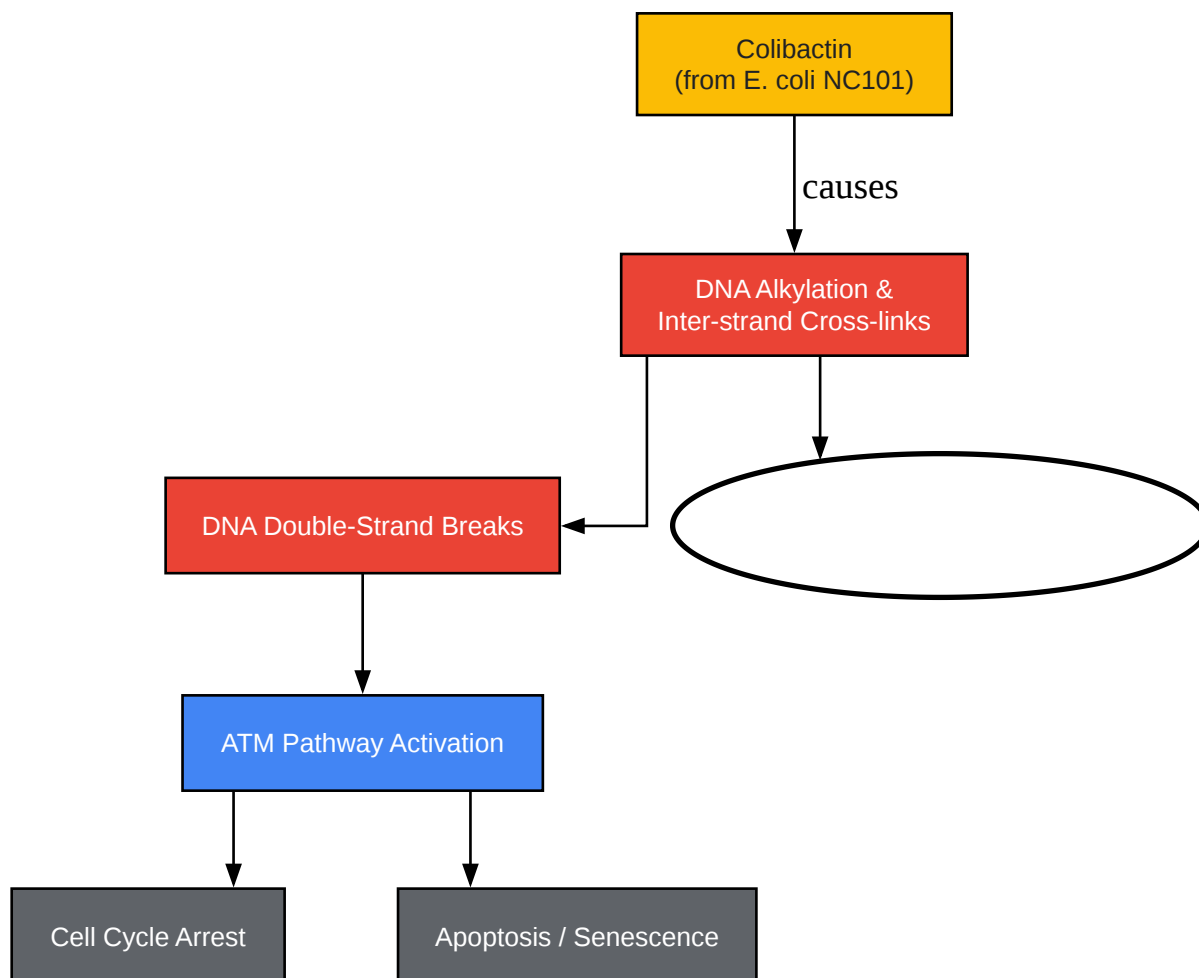 Colibactin
(from E. coli NC101)
causes
DNA Alkylation &
Inter-strand Cross-links
DNA Double-Strand Breaks
ATM Pathway Activation
Cell Cycle Arrest
Apoptosis / Senescence